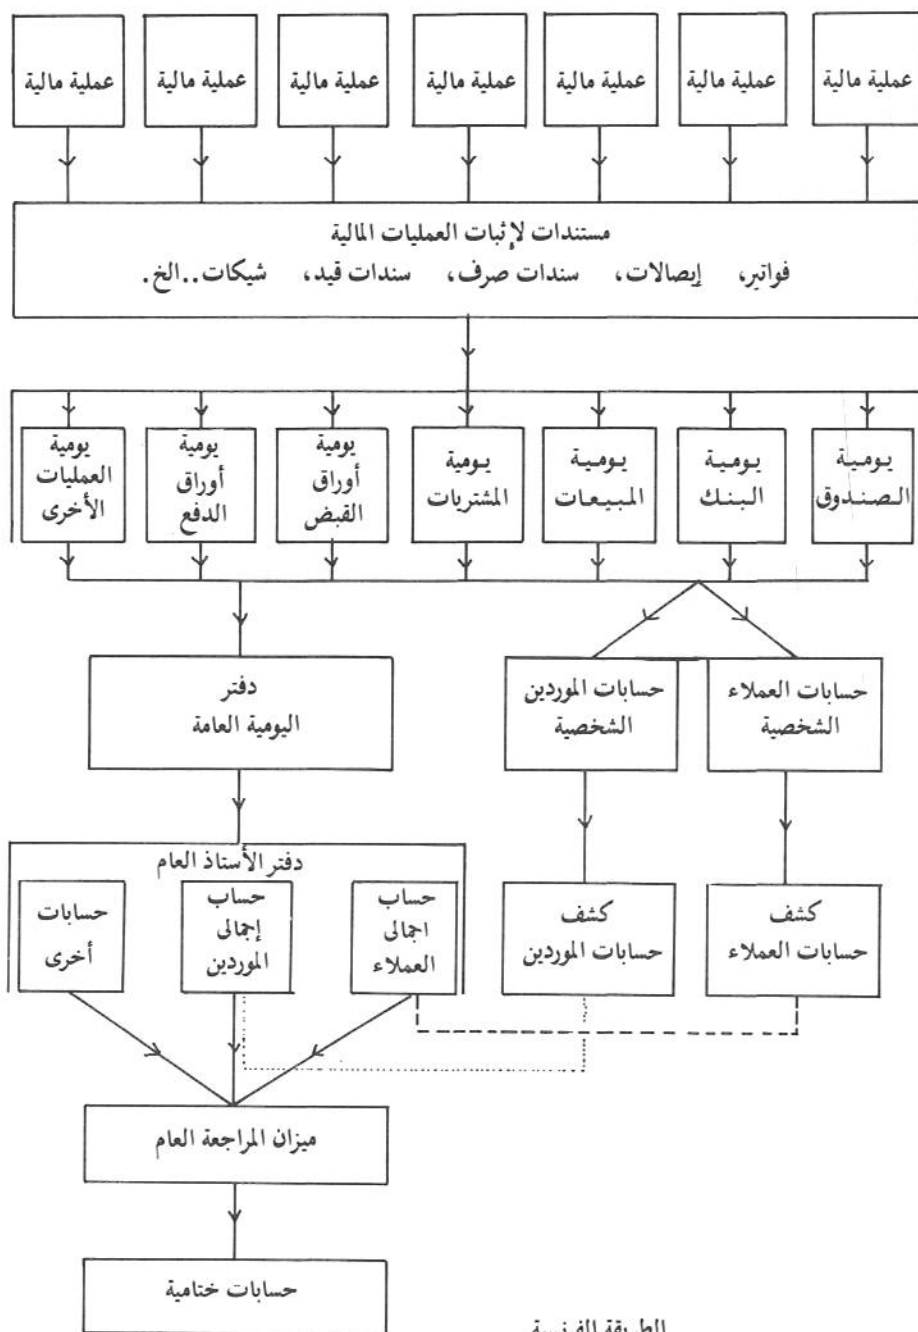 عملية مالية
عملية مالية
عملية مالية
عملية مالية
عملية مالية
عملية مالية
عملية مالية
مستندات لإثبات العمليات المالية
فواتير، إيصالات، سندات صرف، سندات قيد، شيكات..الخ.
يومية
الصندوق
يومية
البنك
يومية
المبيعات
يومية
المشتريات
يومية
أوراق
القبض
يومية
أوراق
الدفع
يومية
العمليات
الأخرى
حسابات العملاء
الشخصية
حسابات الموردين
الشخصية
دفتر
اليومية العامة
دفتر الأستاذ العام
كشف
حسابات العملاء
كشف
حسابات الموردين
حساب
اجمالى
العملاء
حساب
إجمالى
الموردين
حسابات
أخرى
ميزان المراجعة العام
حسابات ختامية
الطريقة الفرنسية